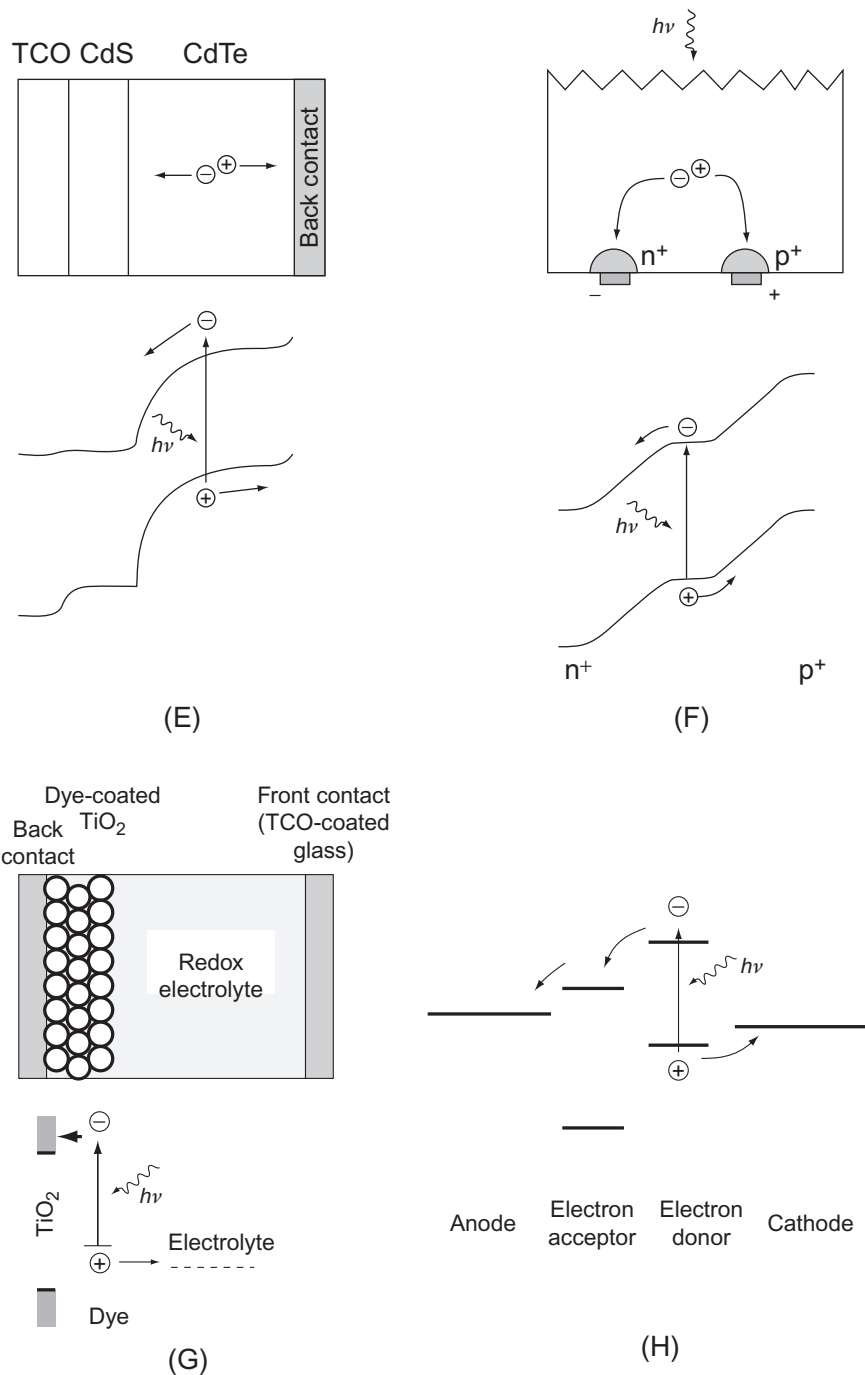 TCO CdS CdTe
⊖ ⊕
Back contact
⊖
hν
⊕
(E)
hν
⊖ ⊕
n⁺ p⁺
− +
⊖
hν
⊕
n⁺ p⁺
(F)
Dye-coated
TiO₂
Back
contact
Front contact
(TCO-coated
glass)
Redox
electrolyte
⊖
hν
TiO₂
Electrolyte
⊕
Dye
(G)
⊖
hν
⊕
Anode
Electron
acceptor
Electron
donor
Cathode
(H)